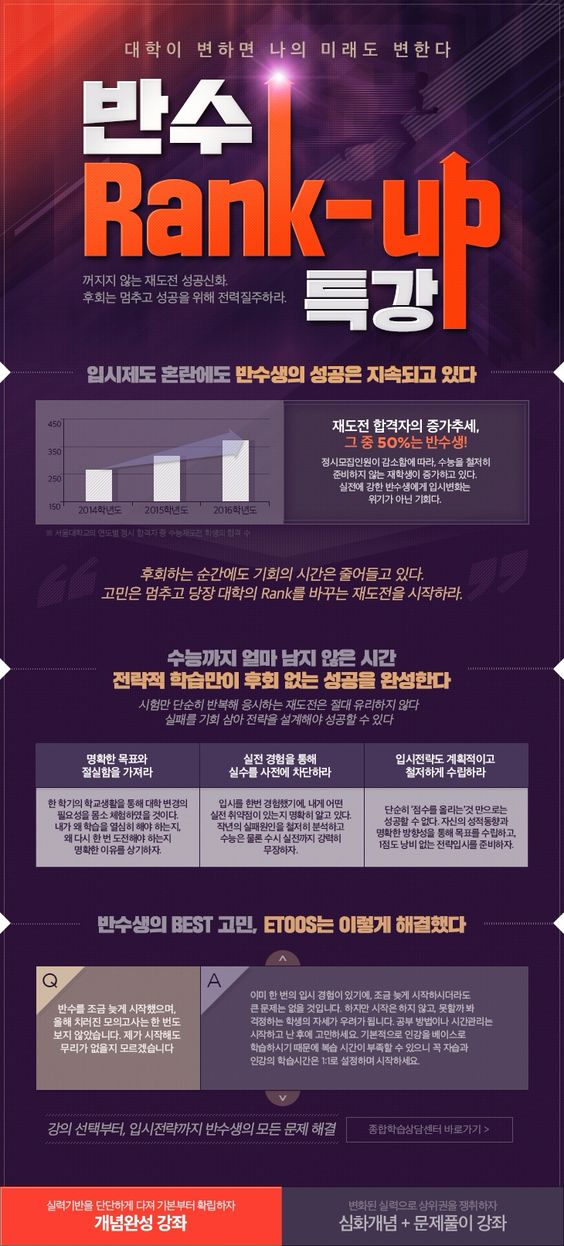 대학이 변하면 나의 미래도 변한다
반수
Rank-up
특강
꺼지지 않는 재도전 성공신화.
후회는 멈추고 성공을 위해 전력질주하라.
입시제도 혼란에도 반수생의 성공은 지속되고 있다
450
350
250
150
2014학년도 2015학년도 2016학년도
재도전 합격자의 증가추세,
그 중 50%는 반수생!
정시모집인원이 감소함에 따라, 수능을 철저히
준비하지 않는 재학생이 증가하고 있다.
실전에 강한 반수생에게 입시변화는
위기가 아닌 기회다.
※ 서울대학교의 연도별 정시 합격자 중 수능재도전 학생의 합격 수
후회하는 순간에도 기회의 시간은 줄어들고 있다.
고민은 멈추고 당장 대학의 Rank를 바꾸는 재도전을 시작하라.
수능까지 얼마 남지 않은 시간
전략적 학습만이 후회 없는 성공을 완성한다
시험만 단순히 반복해 응시하는 재도전은 절대 유리하지 않다
실패를 기회 삼아 전략을 설계해야 성공할 수 있다
명확한 목표와
절실함을 가져라
한 학기의 학교생활을 통해 대학 변경의
필요성을 몸소 체험하였을 것이다.
내가 왜 학습을 열심히 해야 하는지,
왜 다시 한 번 도전해야 하는지
명확한 이유를 상기하자.
실전 경험을 통해
실수를 사전에 차단하라
입시를 한번 경험했기에, 내게 어떤
실전 취약점이 있는지 명확히 알고 있다.
작년의 실패원인을 철저히 분석하고
수능은 물론 수시 실전까지 강력히
무장하자.
입시전략도 계획적이고
철저하게 수립하라
단순히 '점수를 올리는'것 만으로는
성공할 수 없다. 자신의 성적동향과
명확한 방향성을 통해 목표를 수립하고,
1점도 낭비 없는 전략입시를 준비하자.
반수생의 BEST 고민, ETOOS는 이렇게 해결했다
Q
반수를 조금 늦게 시작했으며,
올해 치러진 모의고사는 한 번도
보지 않았습니다. 제가 시작해도
무리가 없을지 모르겠습니다
A
이미 한 번의 입시 경험이 있기에, 조금 늦게 시작하시더라도
큰 문제는 없을 것입니다. 하지만 시작은 하지 않고, 못할까 봐
걱정하는 학생의 자세가 우려가 됩니다. 공부 방법이나 시간관리는
시작하고 난 후에 고민하세요. 기본적으로 인강을 베이스로
학습하시기 때문에 복습 시간이 부족할 수 있으니 꼭 자습과
인강의 학습시간은 1:1로 설정하며 시작하세요.
강의 선택부터, 입시전략까지 반수생의 모든 문제 해결
종합학습상담센터 바로가기 >
실력기반을 단단하게 다져 기본부터 확립하자
개념완성 강좌
변화된 실력으로 상위권을 쟁취하자
심화개념 + 문제풀이 강좌